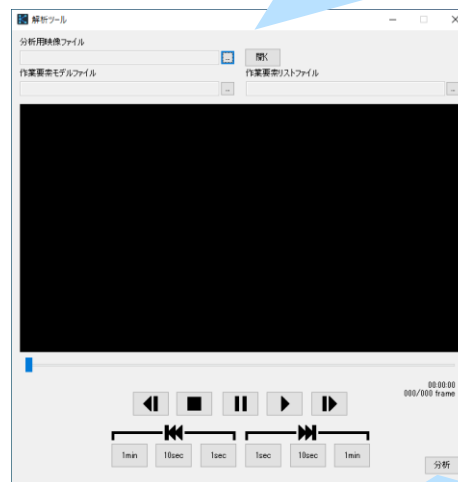 解析ツール
分析用映像ファイル
... 開く
作業要素モデルファイル 作業要素リストファイル
... ...
00:00:00
000/000 frame
1min 10sec 1sec 1sec 10sec 1min
分析